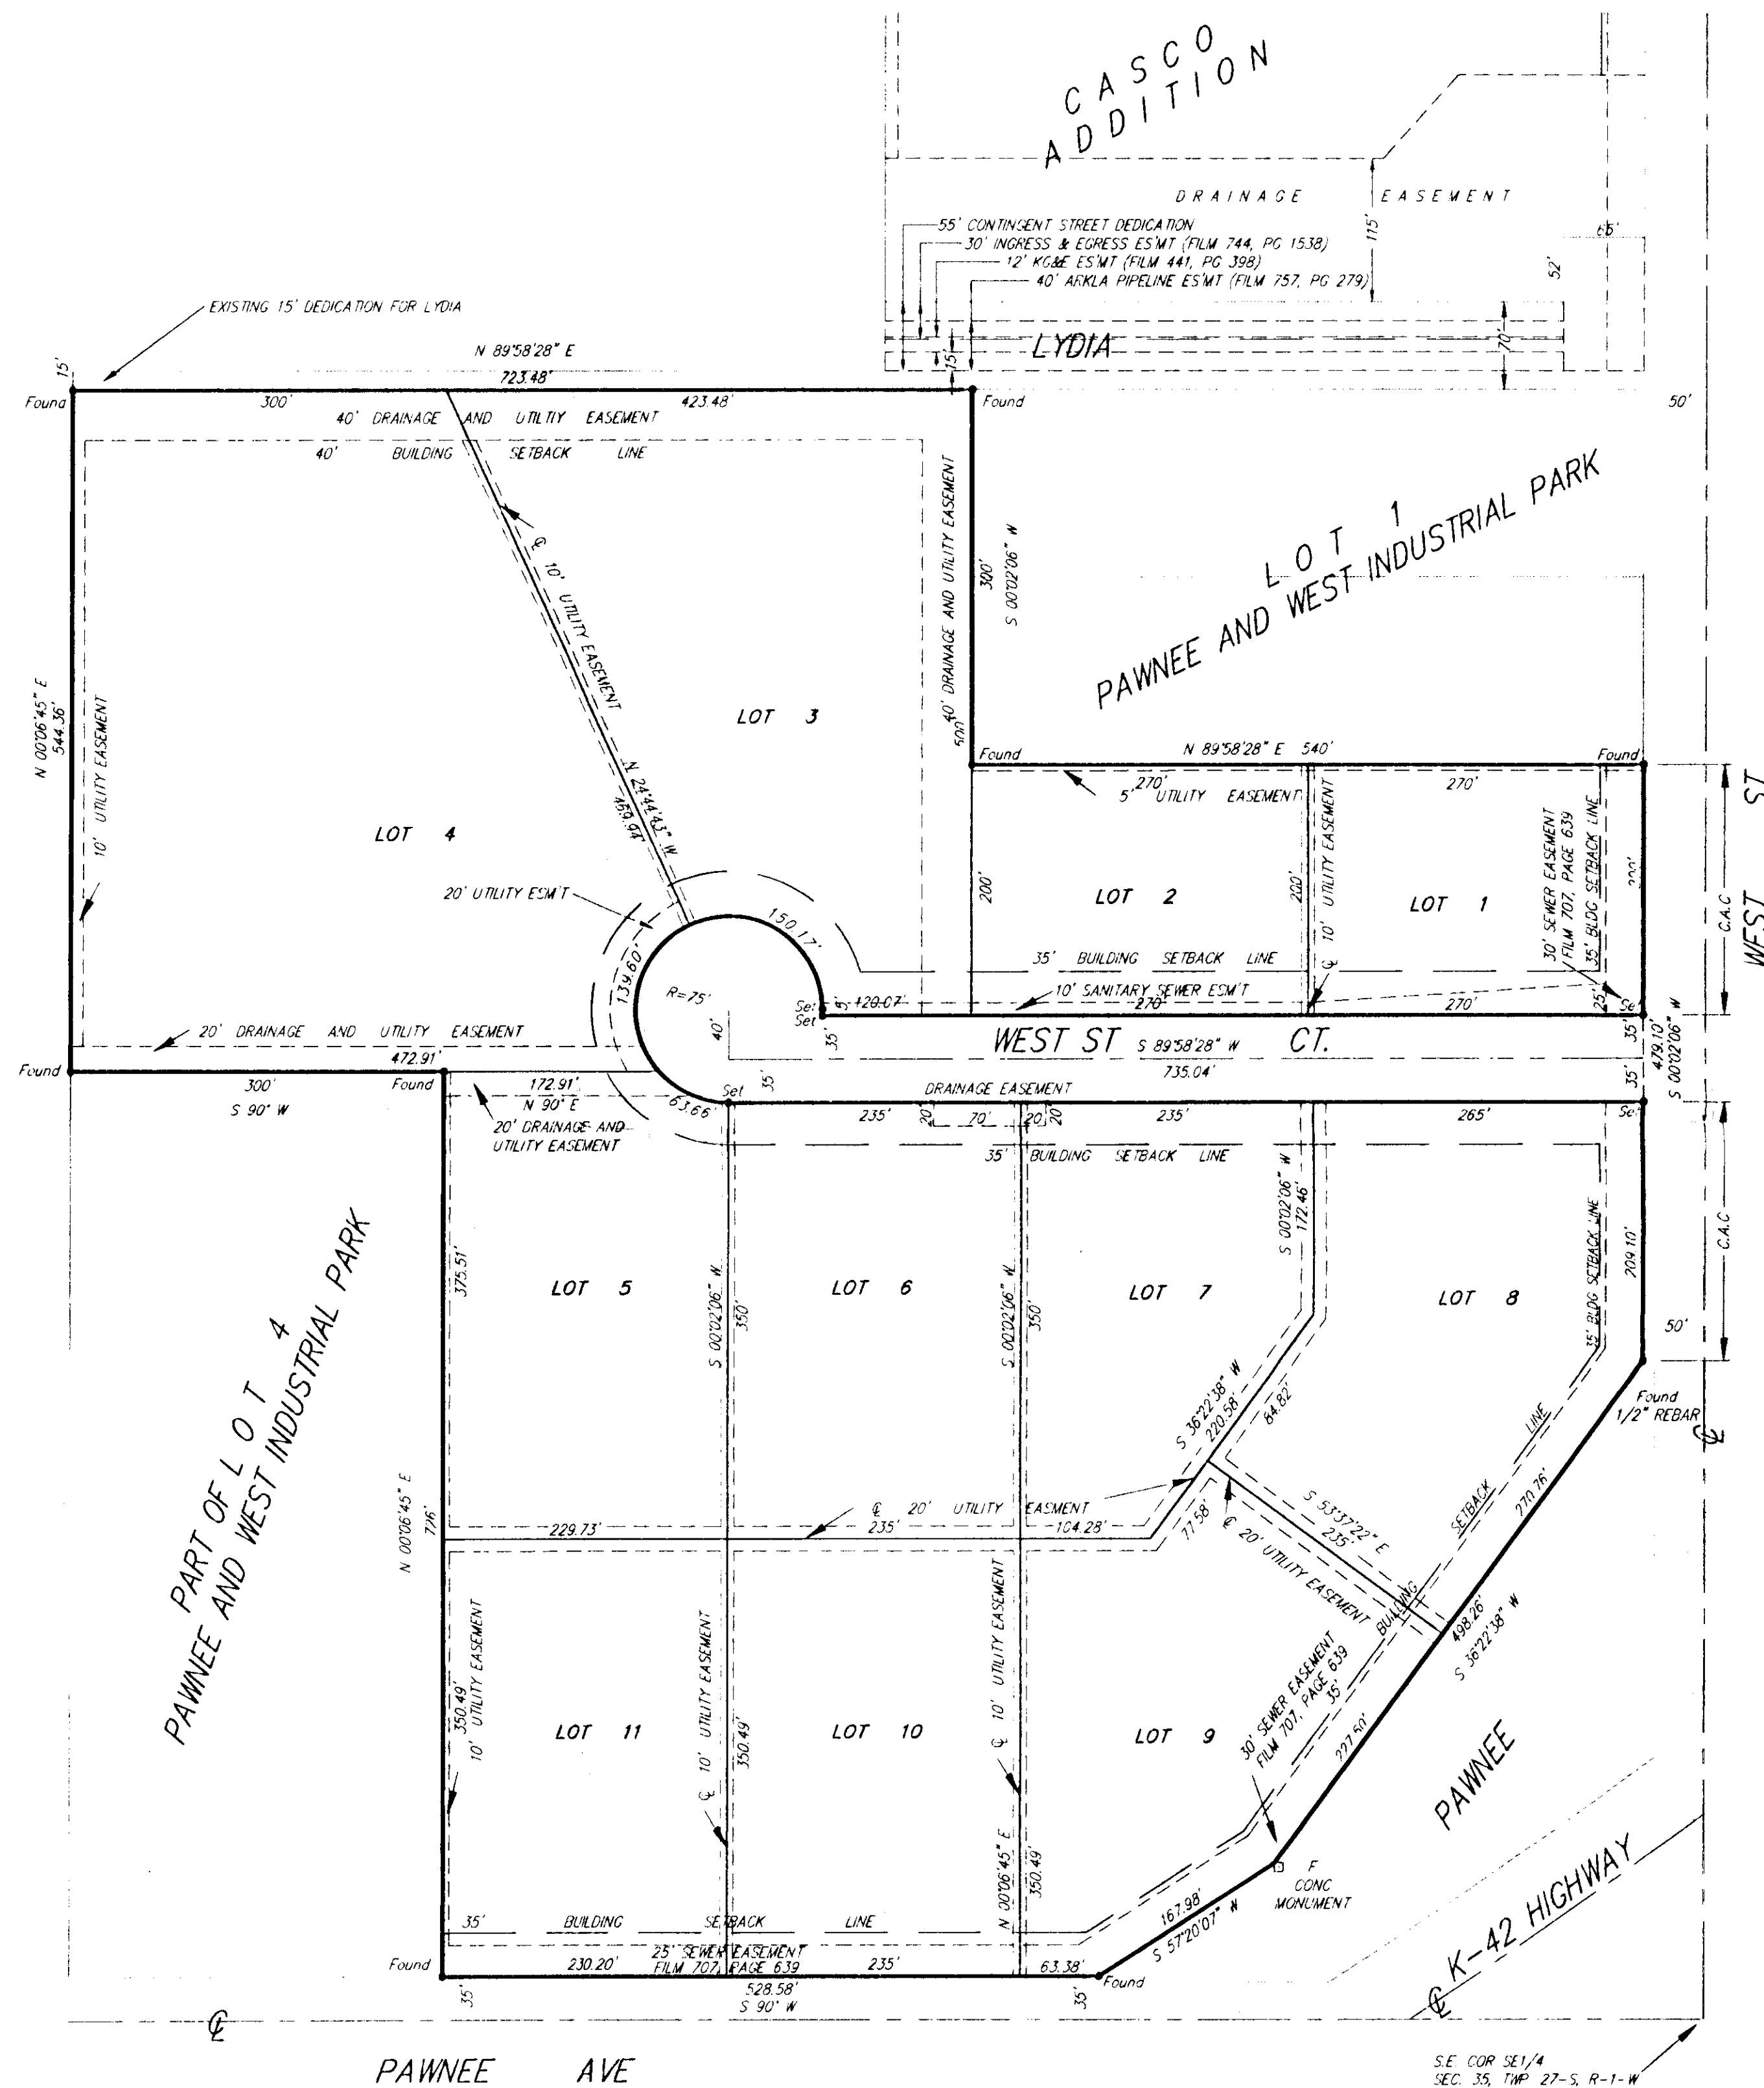 CASCO
ADDITION
DRAINAGE EASEMENT
115'
65'
52'
55' CONTINGENT STREET DEDICATION
30' INGRESS & EGRESS ES'MT (FILM 744, PG 1538)
12' KG&E ES'MT (FILM 441, PG 398)
40' ARKLA PIPELINE ES'MT (FILM 757, PG 279)
EXISTING 15' DEDICATION FOR LYDIA
LYDIA
15'
70'
15'
N 89°58'28" E
723.48'
Found
300'
423.48'
Found
50'
40' DRAINAGE AND UTILTIY EASEMENT
40' BUILDING SETBACK LINE
40' DRAINAGE AND UTILITY EASEMENT
300'
S 00°02'06" W
500'
LOT 1
PAWNEE AND WEST INDUSTRIAL PARK
℄ 10' UTILITY EASEMENT
N 24°44'43" W
469.94'
N 00°06'45" E
544.36'
10' UTILITY EASEMENT
LOT 3
LOT 4
Found
N 89°58'28" E 540'
Found
270'
5' UTILITY EASEMENT
270'
200'
LOT 2
200'
℄ 10' UTILITY EASEMENT
LOT 1
30' SEWER EASEMENT
FILM 707, PAGE 639
35' BLDG SETBACK LINE
200'
C.A.C
WEST ST
20' UTILITY ESM'T
150.17'
139.60'
R=75'
40'
35' BUILDING SETBACK LINE
10' SANITARY SEWER ESM'T
Set
Set
5'
120.07'
270'
270'
25'
Set
35'
WEST ST CT.
S 89°58'28" W
735.04'
35'
35'
35'
479.10'
S 00°02'06" W
20' DRAINAGE AND UTILITY EASEMENT
472.91'
Found
300'
S 90° W
Found
172.91'
N 90° E
63.66'
Set
20' DRAINAGE AND
UTILITY EASEMENT
DRAINAGE EASEMENT
235'
20'
70'
20'
20'
235'
265'
Set
35' BUILDING SETBACK LINE
S 00°02'06" W
172.46'
35' BLDG SETBACK LINE
209.10'
C.A.C
375.51'
LOT 5
S 00°02'06" W
350'
LOT 6
S 00°02'06" W
350'
LOT 7
LOT 8
50'
Found
1/2" REBAR
℄
PART OF LOT 4
PAWNEE AND WEST INDUSTRIAL PARK
N 00°06'45" E
726'
S 36°22'38" W
220.58'
84.82'
77.58'
℄ 20' UTILITY EASMENT
229.73'
235'
104.28'
S 53°37'22" E
235'
℄ 20' UTILITY EASEMENT
BUILDING SETBACK LINE
270.76'
498.26'
S 36°22'38" W
350.49'
10' UTILITY EASEMENT
LOT 11
℄ 10' UTILITY EASEMENT
350.49'
LOT 10
℄ 10' UTILITY EASEMENT
N 00°06'45" E
350.49'
LOT 9
30' SEWER EASEMENT
FILM 707, PAGE 639
35'
227.50'
PAWNEE
F
CONC
MONUMENT
167.98'
S 57°20'07" W
K-42 HIGHWAY
℄
35' BUILDING SETBACK LINE
25' SEWER EASEMENT
FILM 707, PAGE 639
Found
230.20'
235'
63.38'
Found
35'
528.58'
S 90° W
35'
℄
PAWNEE AVE
S.E. COR SE1/4
SEC. 35, TWP 27-S, R-1-W